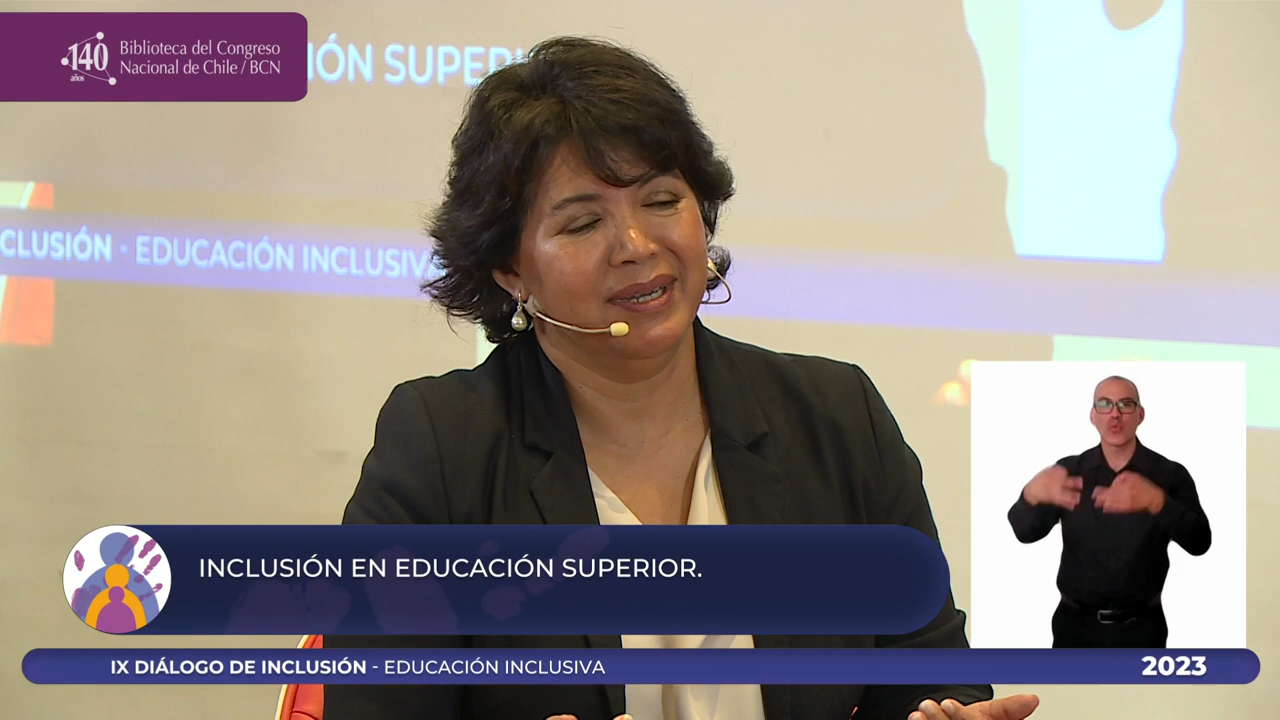 140
años
Biblioteca del Congreso
Nacional de Chile / BCN
IÓN SUPERI
CLUSIÓN · EDUCACIÓN INCLUSIVA
INCLUSIÓN EN EDUCACIÓN SUPERIOR.
IX DIÁLOGO DE INCLUSIÓN - EDUCACIÓN INCLUSIVA
2023